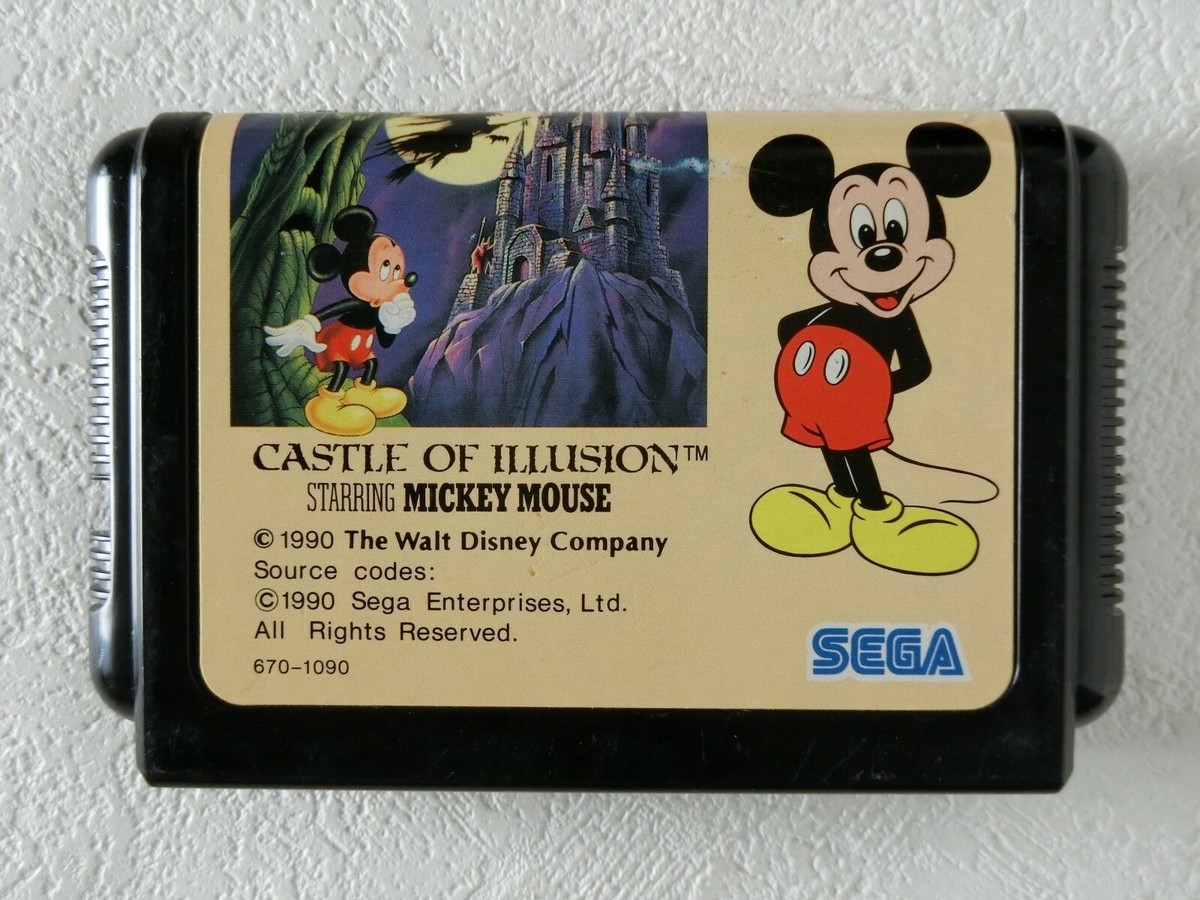 CASTLE OF ILLUSION™
STARRING MICKEY MOUSE
© 1990 The Walt Disney Company
Source codes:
©1990 Sega Enterprises, Ltd.
All Rights Reserved.
670-1090
SEGA